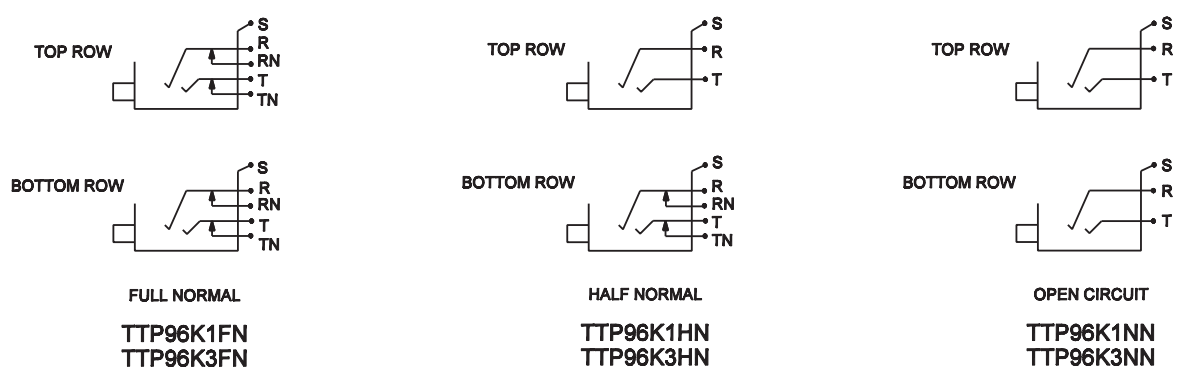 TOP ROW
S
R
RN
T
TN
BOTTOM ROW
S
R
RN
T
TN
FULL NORMAL
TTP96K1FN
TTP96K3FN
TOP ROW
S
R
T
BOTTOM ROW
S
R
RN
T
TN
HALF NORMAL
TTP96K1HN
TTP96K3HN
TOP ROW
S
R
T
BOTTOM ROW
S
R
T
OPEN CIRCUIT
TTP96K1NN
TTP96K3NN